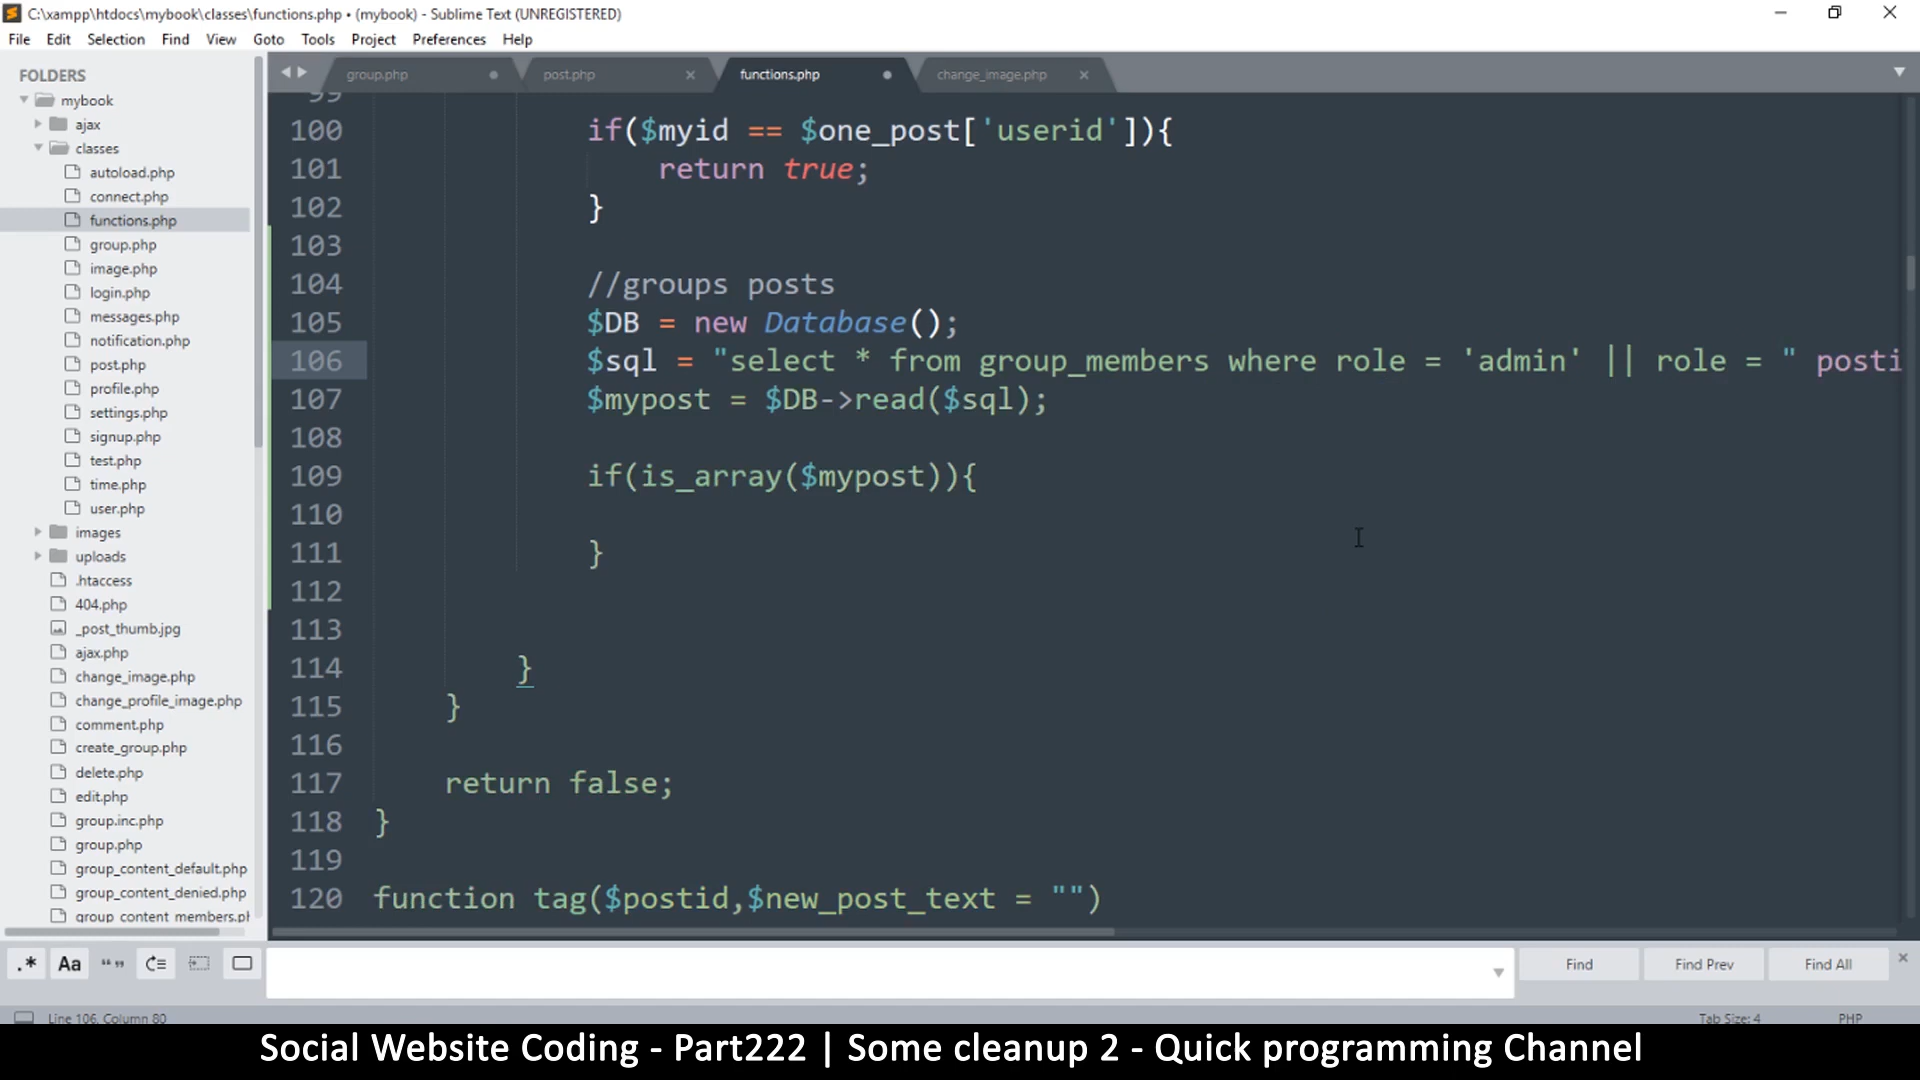 C:\xampp\htdocs\mybook\classes\functions.php • (mybook) - Sublime Text (UNREGISTERED)
File Edit Selection Find View Goto Tools Project Preferences Help
FOLDERS
mybook
ajax
classes
autoload.php
connect.php
functions.php
group.php
image.php
login.php
messages.php
notification.php
post.php
profile.php
settings.php
signup.php
test.php
time.php
user.php
images
uploads
.htaccess
404.php
_post_thumb.jpg
ajax.php
change_image.php
change_profile_image.php
comment.php
create_group.php
delete.php
edit.php
group.inc.php
group.php
group_content_default.php
group_content_denied.php
group_content_members.pl
group.php post.php functions.php change_image.php
99
100 if($myid == $one_post['userid']){
101 return true;
102 }
103
104 //groups posts
105 $DB = new Database();
106 $sql = "select * from group_members where role = 'admin' || role = " posti
107 $mypost = $DB->read($sql);
108
109 if(is_array($mypost)){
110
111 }
112
113
114 }
115 }
116
117 return false;
118 }
119
120 function tag($postid,$new_post_text = "")
.* Aa “” Find Find Prev Find All
Line 106, Column 80 Tab Size: 4 PHP
Social Website Coding - Part222 | Some cleanup 2 - Quick programming Channel